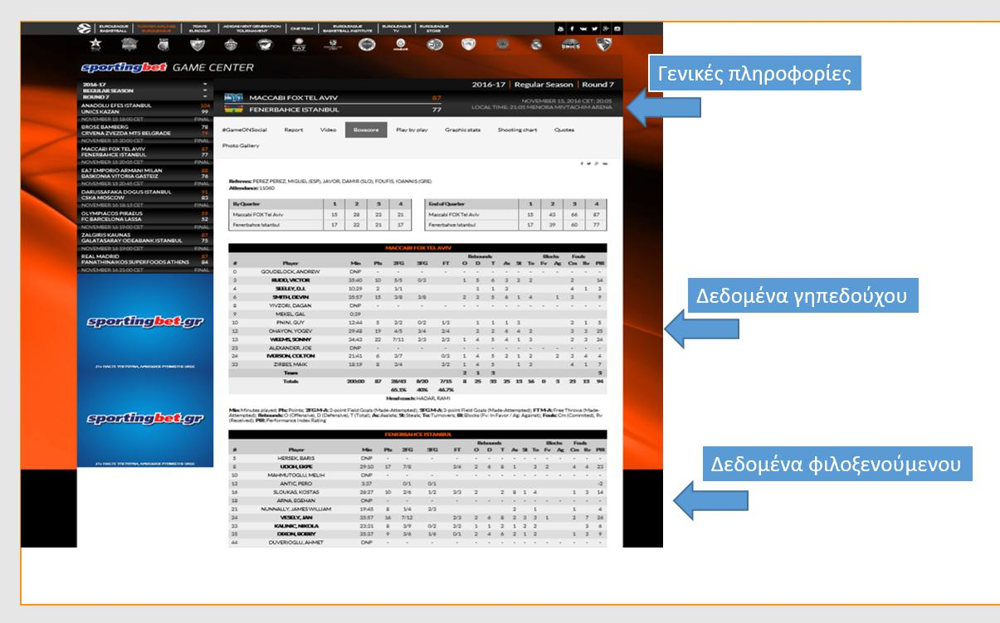 EUROLEAGUE BASKETBALL
TURKISH AIRLINES EUROLEAGUE
7DAYS EUROCUP
ADIDAS NEXT GENERATION TOURNAMENT
ONE TEAM
EUROLEAGUE BASKETBALL INSTITUTE
EUROLEAGUE TV
EUROLEAGUE STORE
sportingbet GAME CENTER
Γενικές πληροφορίες
2016-17
REGULAR SEASON
ROUND 7
2016-17 | Regular Season | Round 7
MACCABI FOX TEL AVIV 87
FENERBAHCE ISTANBUL 77
NOVEMBER 15, 2016 CET: 20:05
LOCAL TIME: 21:05 MENORA MIVTACHIM ARENA
ANADOLU EFES ISTANBUL 104
UNICS KAZAN 99
NOVEMBER 15 18:00 CET FINAL
BROSE BAMBERG 78
CRVENA ZVEZDA MTS BELGRADE 79
NOVEMBER 15 20:00 CET FINAL
MACCABI FOX TEL AVIV 87
FENERBAHCE ISTANBUL 77
NOVEMBER 15 20:05 CET FINAL
EA7 EMPORIO ARMANI MILAN 88
BASKONIA VITORIA GASTEIZ 76
NOVEMBER 15 20:45 CET FINAL
DARUSSAFAKA DOGUS ISTANBUL 91
CSKA MOSCOW 83
NOVEMBER 16 18:15 CET FINAL
OLYMPIACOS PIRAEUS 59
FC BARCELONA LASSA 52
NOVEMBER 16 19:00 CET FINAL
ZALGIRIS KAUNAS 87
GALATASARAY ODEABANK ISTANBUL 75
NOVEMBER 16 19:00 CET FINAL
REAL MADRID 87
PANATHINAIKOS SUPERFOODS ATHENS 84
NOVEMBER 16 21:00 CET FINAL
sportingbet.gr
sportingbet.gr
#GameONSocial Report Video Boxscore Play by play Graphic stats Shooting chart Quotes
Photo Gallery
Referees: PEREZ PEREZ, MIGUEL (ESP), JAVOR, DAMIR (SLO), FOUFIS, IOANNIS (GRE)
Attendance: 11060
By Quarter 1 2 3 4
Maccabi FOX Tel Aviv 15 28 23 21
Fenerbahce Istanbul 17 22 21 17
End of Quarter 1 2 3 4
Maccabi FOX Tel Aviv 15 43 66 87
Fenerbahce Istanbul 17 39 60 77
Δεδομένα γηπεδούχου
MACCABI FOX TEL AVIV
Rebounds Blocks Fouls
# Player Min Pts 2FG 3FG FT O D T As St To Fv Ag Cm Rv PIR
0 GOUDELOCK, ANDREW DNP - - - - - - - - - - - - - - -
3 RUDD, VICTOR 35:40 10 5/5 0/3 1 5 6 3 2 2 2 14
4 SEELEY, D.J. 10:29 2 1/1 1 1 3 4 1 3
6 SMITH, DEVIN 35:57 15 3/8 3/8 2 3 5 6 1 4 1 3 9
8 YIVZORI, DAGAN DNP - - - - - - - - - - - - - - -
9 MEKEL, GAL 0:39
10 PNINI, GUY 12:44 5 2/2 0/2 1/3 1 1 1 3 2 1 5
12 OHAYON, YOGEV 29:48 19 4/5 3/4 2/4 2 2 6 4 2 3 3 25
13 WEEMS, SONNY 34:43 22 7/11 2/3 2/3 1 4 5 4 1 3 2 3 24
23 ALEXANDER, JOE DNP - - - - - - - - - - - - - - -
24 IVERSON, COLTON 21:41 6 3/7 0/3 1 4 5 2 1 2 2 3 4 4
33 ZIRBES, MAIK 18:19 8 3/4 2/2 1 4 5 1 3 4 1 7
Team 2 1 3 3
Totals 200:00 87 28/43 8/20 7/15 8 25 33 25 13 16 0 3 23 13 94
65.1% 40% 46.7%
Head coach: HADAR, RAMI
Min: Minutes played; Pts: Points; 2FG M-A: 2-point Field Goals (Made-Attempted); 3FG M-A: 3-point Field Goals (Made-Attempted); FT M-A: Free Throws (Made-
Attempted); Rebounds: O (Offensive), D (Defensive), T (Total); As: Assists; St: Steals; To: Turnovers; Bl: Blocks (Fv: In Favor / Ag: Against); Fouls: Cm (Commited), Rv
(Received); PIR: Performance Index Rating
Δεδομένα φιλοξενούμενου
FENERBAHCE ISTANBUL
Rebounds Blocks Fouls
# Player Min Pts 2FG 3FG FT O D T As St To Fv Ag Cm Rv PIR
5 HERSEK, BARIS DNP - - - - - - - - - - - - - - -
8 UDOH, EKPE 29:10 17 7/8 3/4 2 6 8 1 3 2 4 4 23
10 MAHMUTOGLU, MELIH DNP - - - - - - - - - - - - - - -
12 ANTIC, PERO 3:37 0/1 0/1 -2
16 SLOUKAS, KOSTAS 28:27 10 2/6 1/2 3/3 2 2 8 1 4 1 3 14
18 ARNA, EGEHAN DNP - - - - - - - - - - - - - - -
21 NUNNALLY, JAMES WILLIAM 19:45 8 1/4 2/3 2 1 1 4
24 VESELY, JAN 35:57 16 7/12 2/3 2 6 8 2 3 3 1 2 7 26
33 KALINIC, NIKOLA 23:31 8 3/9 0/2 2/2 1 1 2 1 2 2 3 6
35 DIXON, BOBBY 35:37 9 3/6 1/6 0/1 2 4 6 2 1 2 1 3 9
44 DUVERIOGLU, AHMET DNP - - - - - - - - - - - - - - -